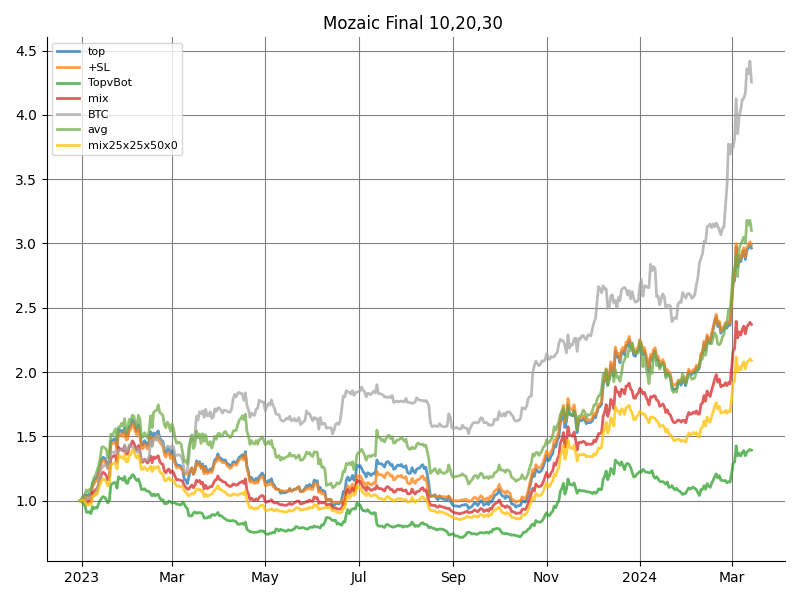 Mozaic Final 10,20,30
top
+SL
TopvBot
mix
BTC
avg
mix25x25x50x0
4.5
4.0
3.5
3.0
2.5
2.0
1.5
1.0
2023 Mar May Jul Sep Nov 2024 Mar